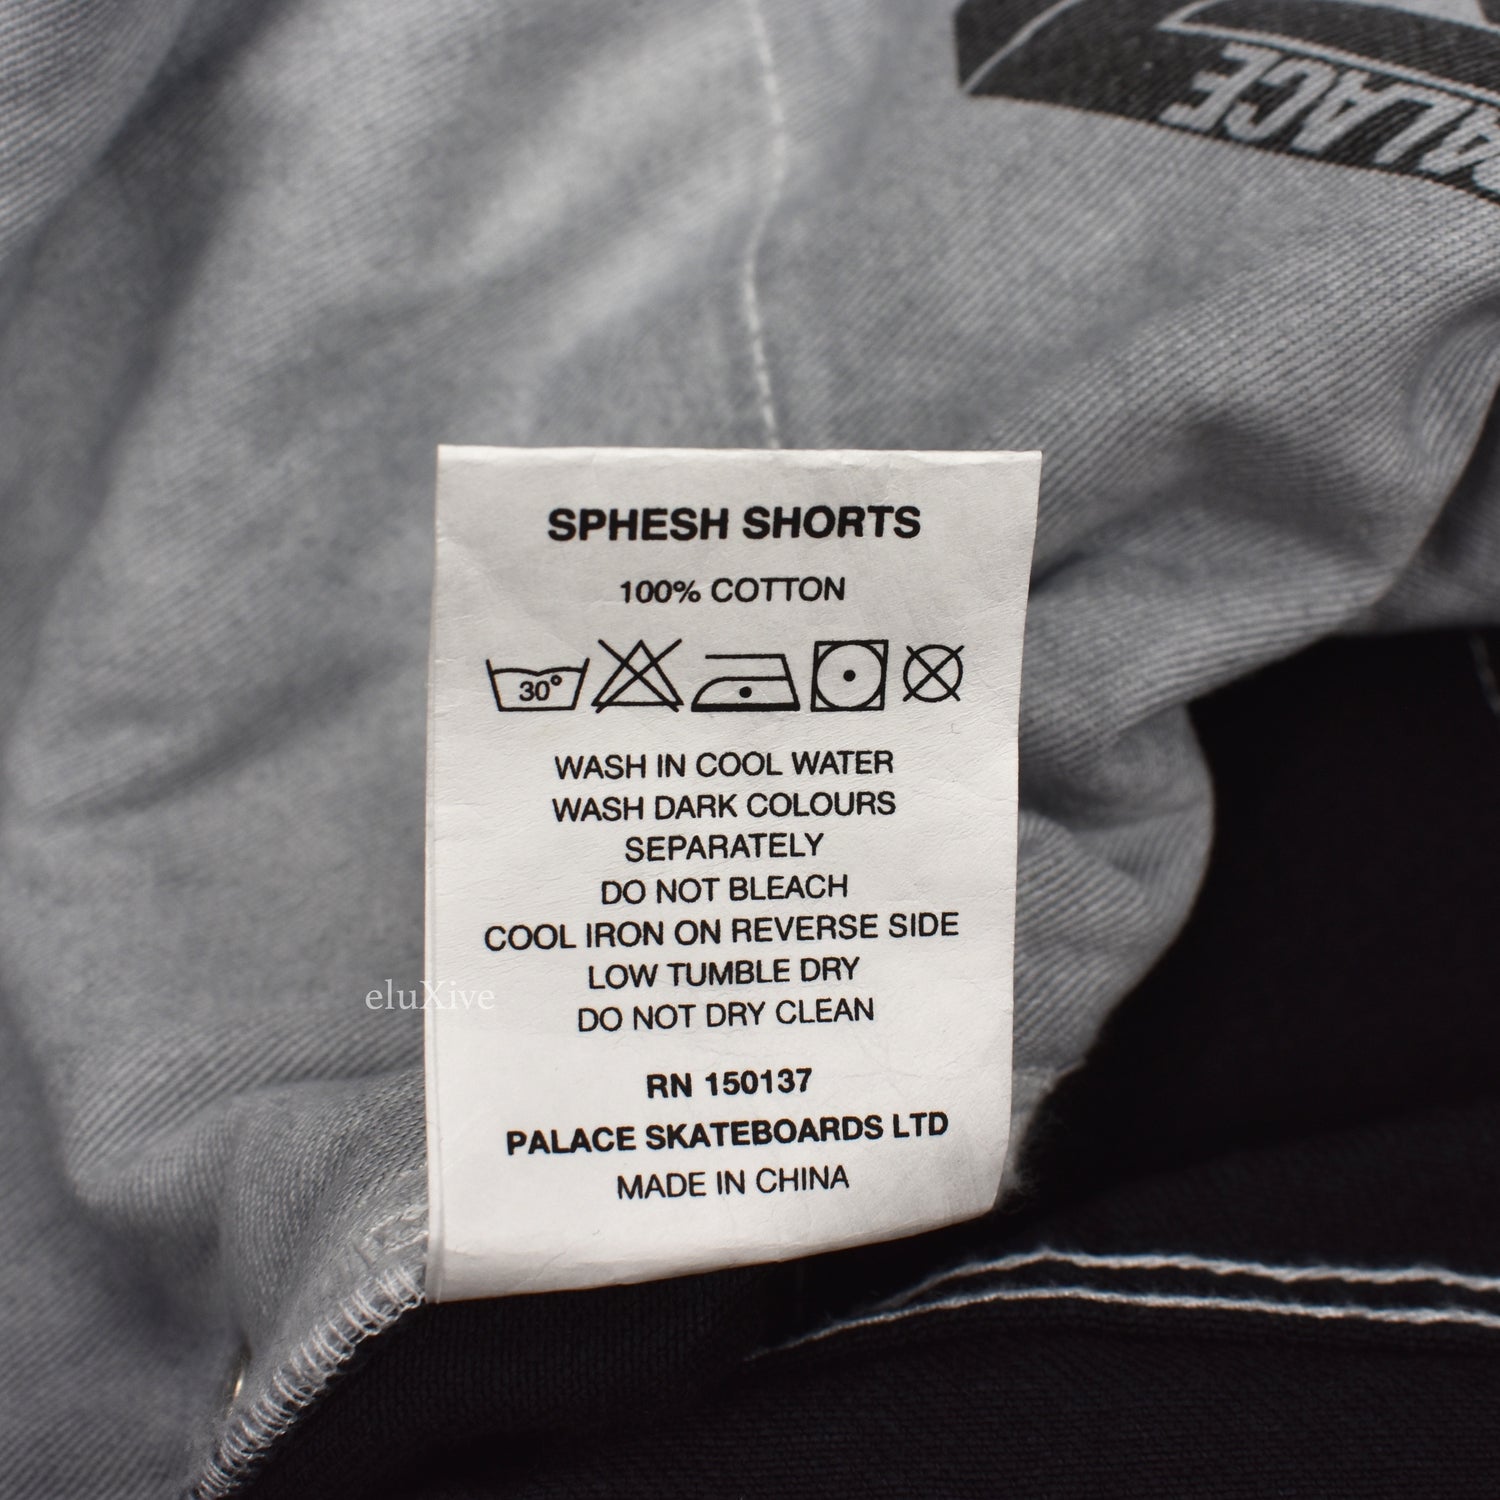 PALACE
SPHESH SHORTS
100% COTTON
30°
WASH IN COOL WATER
WASH DARK COLOURS
SEPARATELY
DO NOT BLEACH
COOL IRON ON REVERSE SIDE
LOW TUMBLE DRY
DO NOT DRY CLEAN
eluXive
RN 150137
PALACE SKATEBOARDS LTD
MADE IN CHINA